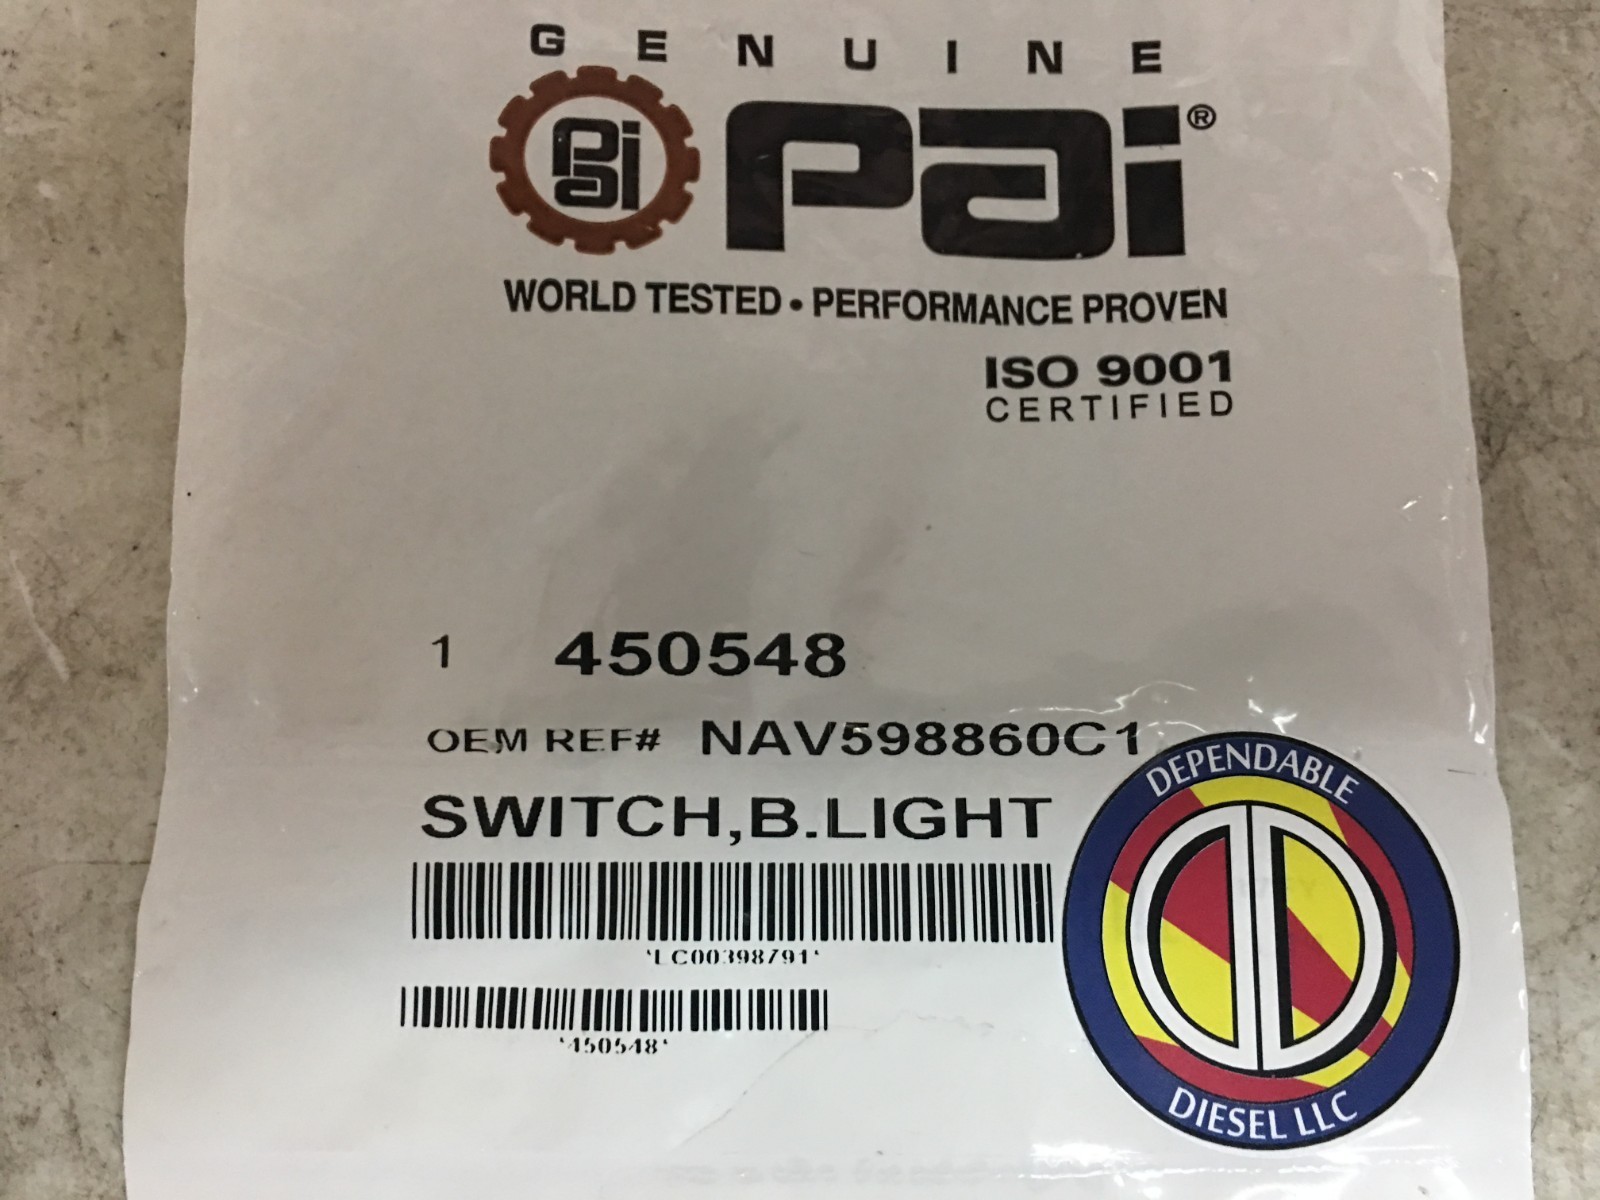 GENUINE
pai pai®
WORLD TESTED • PERFORMANCE PROVEN
ISO 9001
CERTIFIED
1 450548
OEM REF# NAV598860C1
SWITCH,B.LIGHT
*LC00398791*
*450548*
DEPENDABLE
DIESEL LLC